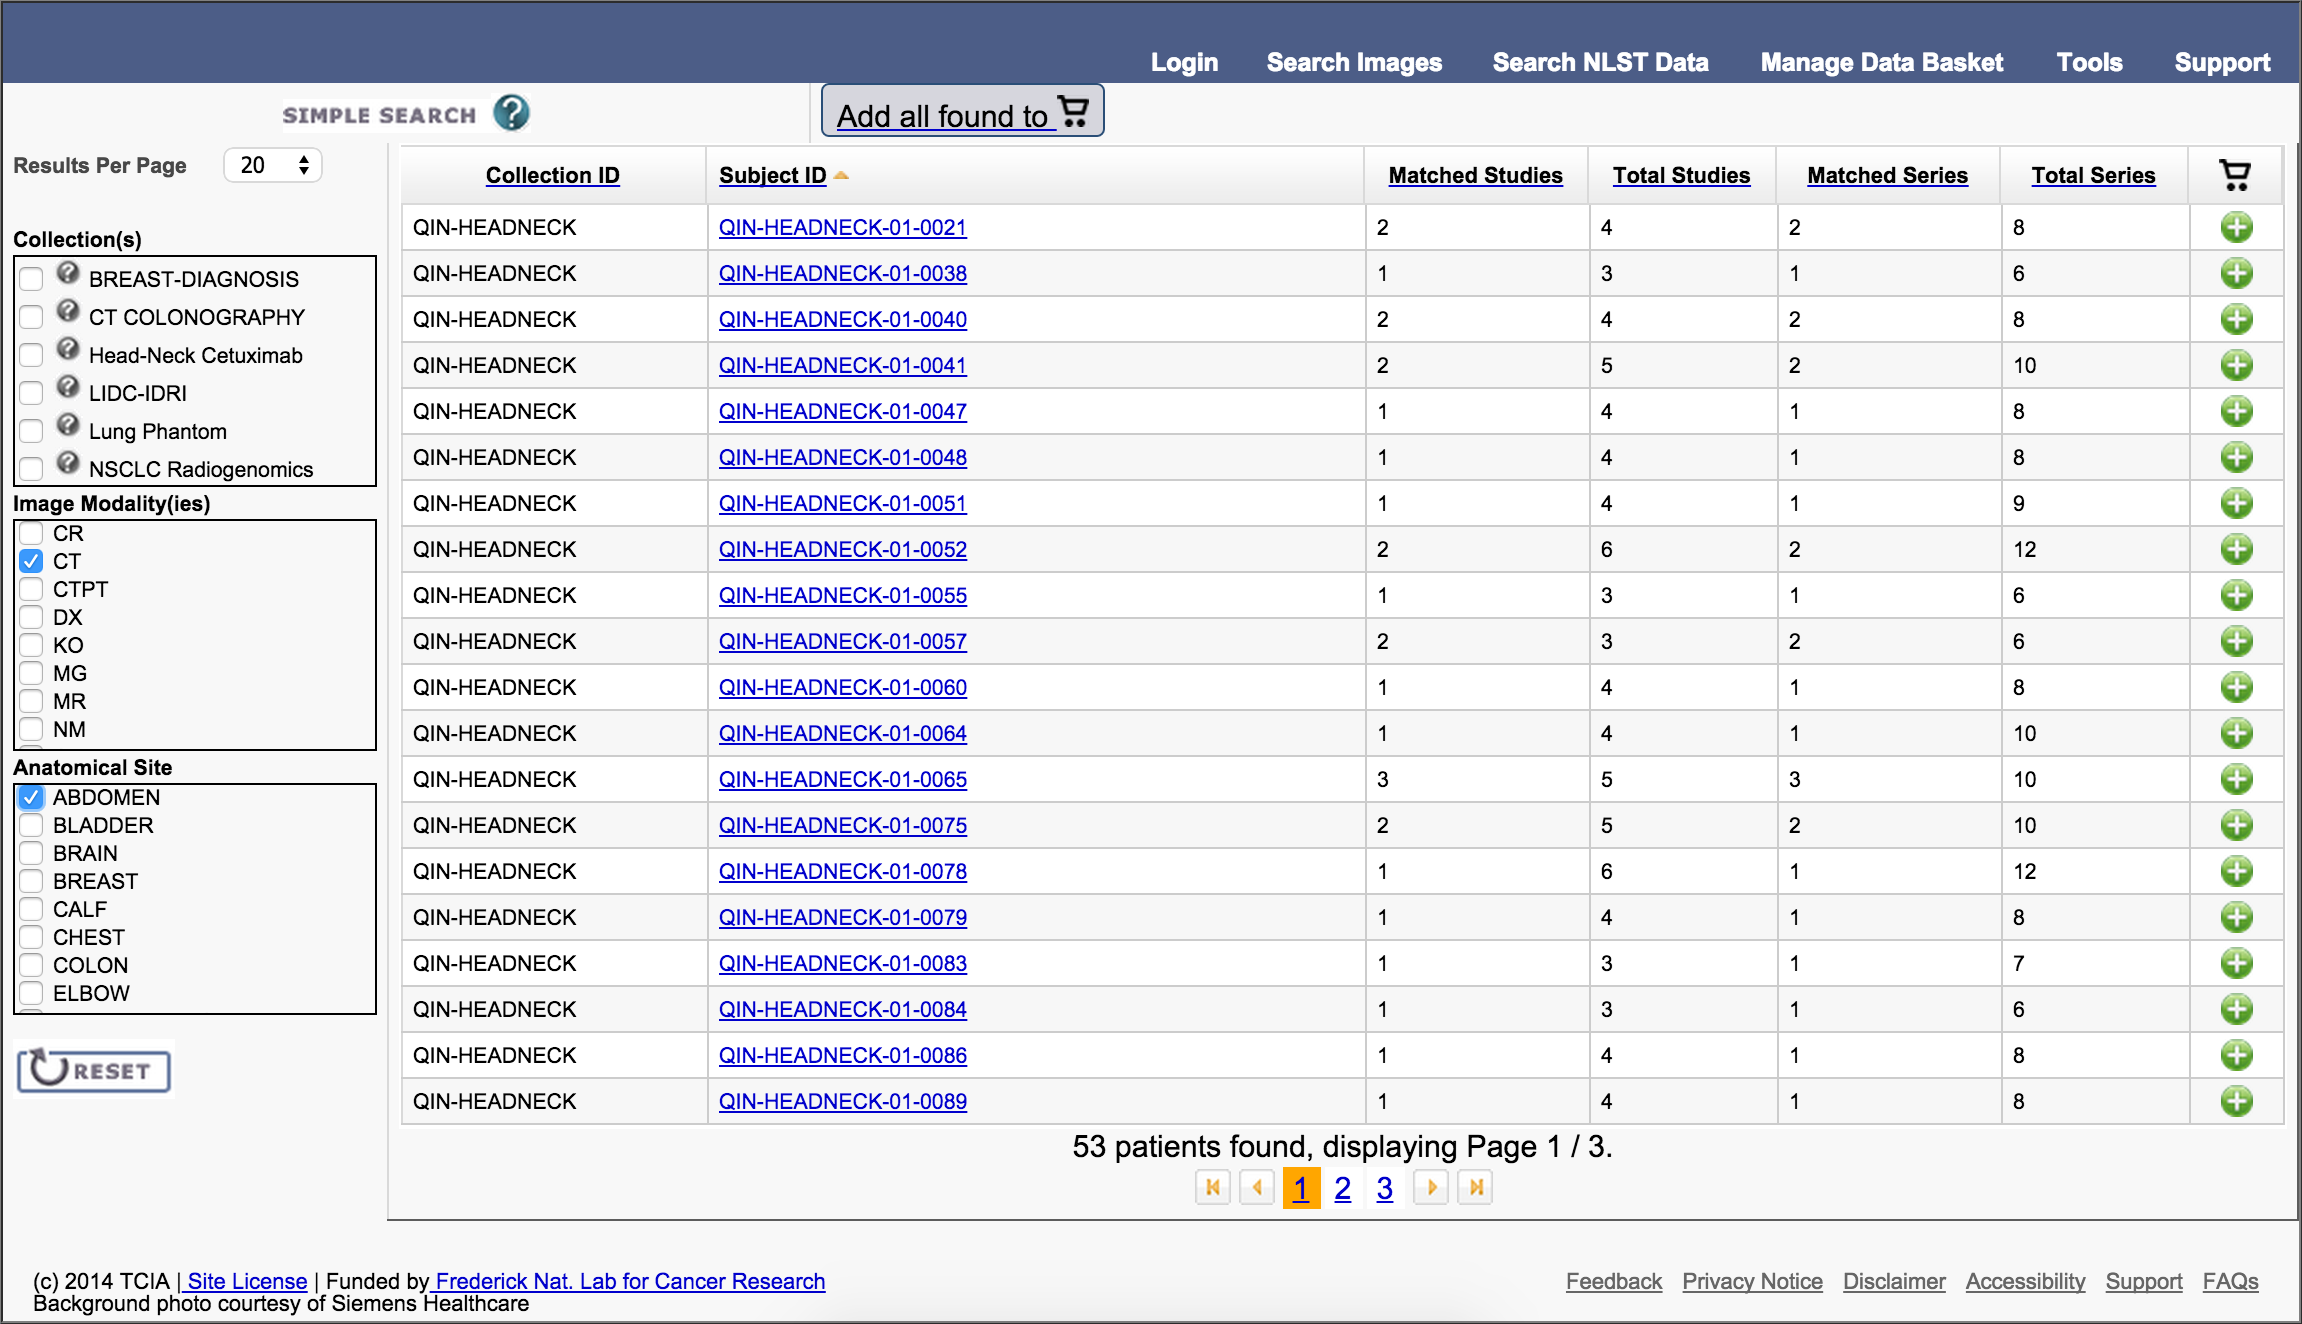 Login Search Images Search NLST Data Manage Data Basket Tools Support
SIMPLE SEARCH ?
Add all found to
Results Per Page 20
Collection(s)
BREAST-DIAGNOSIS
CT COLONOGRAPHY
Head-Neck Cetuximab
LIDC-IDRI
Lung Phantom
NSCLC Radiogenomics
Image Modality(ies)
CR
CT
CTPT
DX
KO
MG
MR
NM
Anatomical Site
ABDOMEN
BLADDER
BRAIN
BREAST
CALF
CHEST
COLON
ELBOW
RESET
Collection ID Subject ID Matched Studies Total Studies Matched Series Total Series
QIN-HEADNECK QIN-HEADNECK-01-0021 2 4 2 8
QIN-HEADNECK QIN-HEADNECK-01-0038 1 3 1 6
QIN-HEADNECK QIN-HEADNECK-01-0040 2 4 2 8
QIN-HEADNECK QIN-HEADNECK-01-0041 2 5 2 10
QIN-HEADNECK QIN-HEADNECK-01-0047 1 4 1 8
QIN-HEADNECK QIN-HEADNECK-01-0048 1 4 1 8
QIN-HEADNECK QIN-HEADNECK-01-0051 1 4 1 9
QIN-HEADNECK QIN-HEADNECK-01-0052 2 6 2 12
QIN-HEADNECK QIN-HEADNECK-01-0055 1 3 1 6
QIN-HEADNECK QIN-HEADNECK-01-0057 2 3 2 6
QIN-HEADNECK QIN-HEADNECK-01-0060 1 4 1 8
QIN-HEADNECK QIN-HEADNECK-01-0064 1 4 1 10
QIN-HEADNECK QIN-HEADNECK-01-0065 3 5 3 10
QIN-HEADNECK QIN-HEADNECK-01-0075 2 5 2 10
QIN-HEADNECK QIN-HEADNECK-01-0078 1 6 1 12
QIN-HEADNECK QIN-HEADNECK-01-0079 1 4 1 8
QIN-HEADNECK QIN-HEADNECK-01-0083 1 3 1 7
QIN-HEADNECK QIN-HEADNECK-01-0084 1 3 1 6
QIN-HEADNECK QIN-HEADNECK-01-0086 1 4 1 8
QIN-HEADNECK QIN-HEADNECK-01-0089 1 4 1 8
53 patients found, displaying Page 1 / 3.
1 2 3
(c) 2014 TCIA | Site License | Funded by Frederick Nat. Lab for Cancer Research
Background photo courtesy of Siemens Healthcare
Feedback Privacy Notice Disclaimer Accessibility Support FAQs